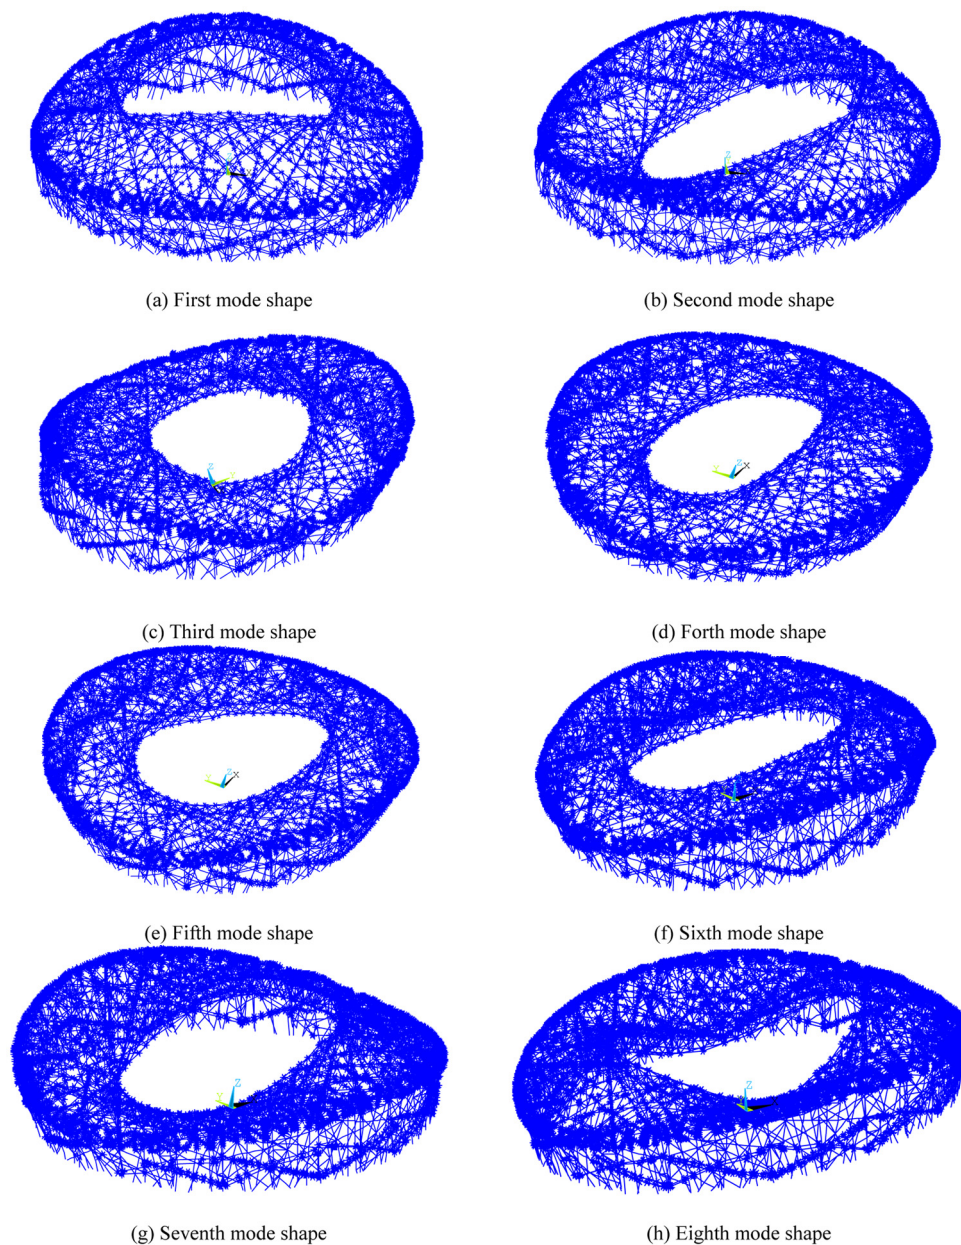 Z
(a) First mode shape
Z
(b) Second mode shape
Z
Y
(c) Third mode shape
Y
Z
X
(d) Forth mode shape
Y
Z
X
(e) Fifth mode shape
(f) Sixth mode shape
Y
Z
(g) Seventh mode shape
Z
(h) Eighth mode shape